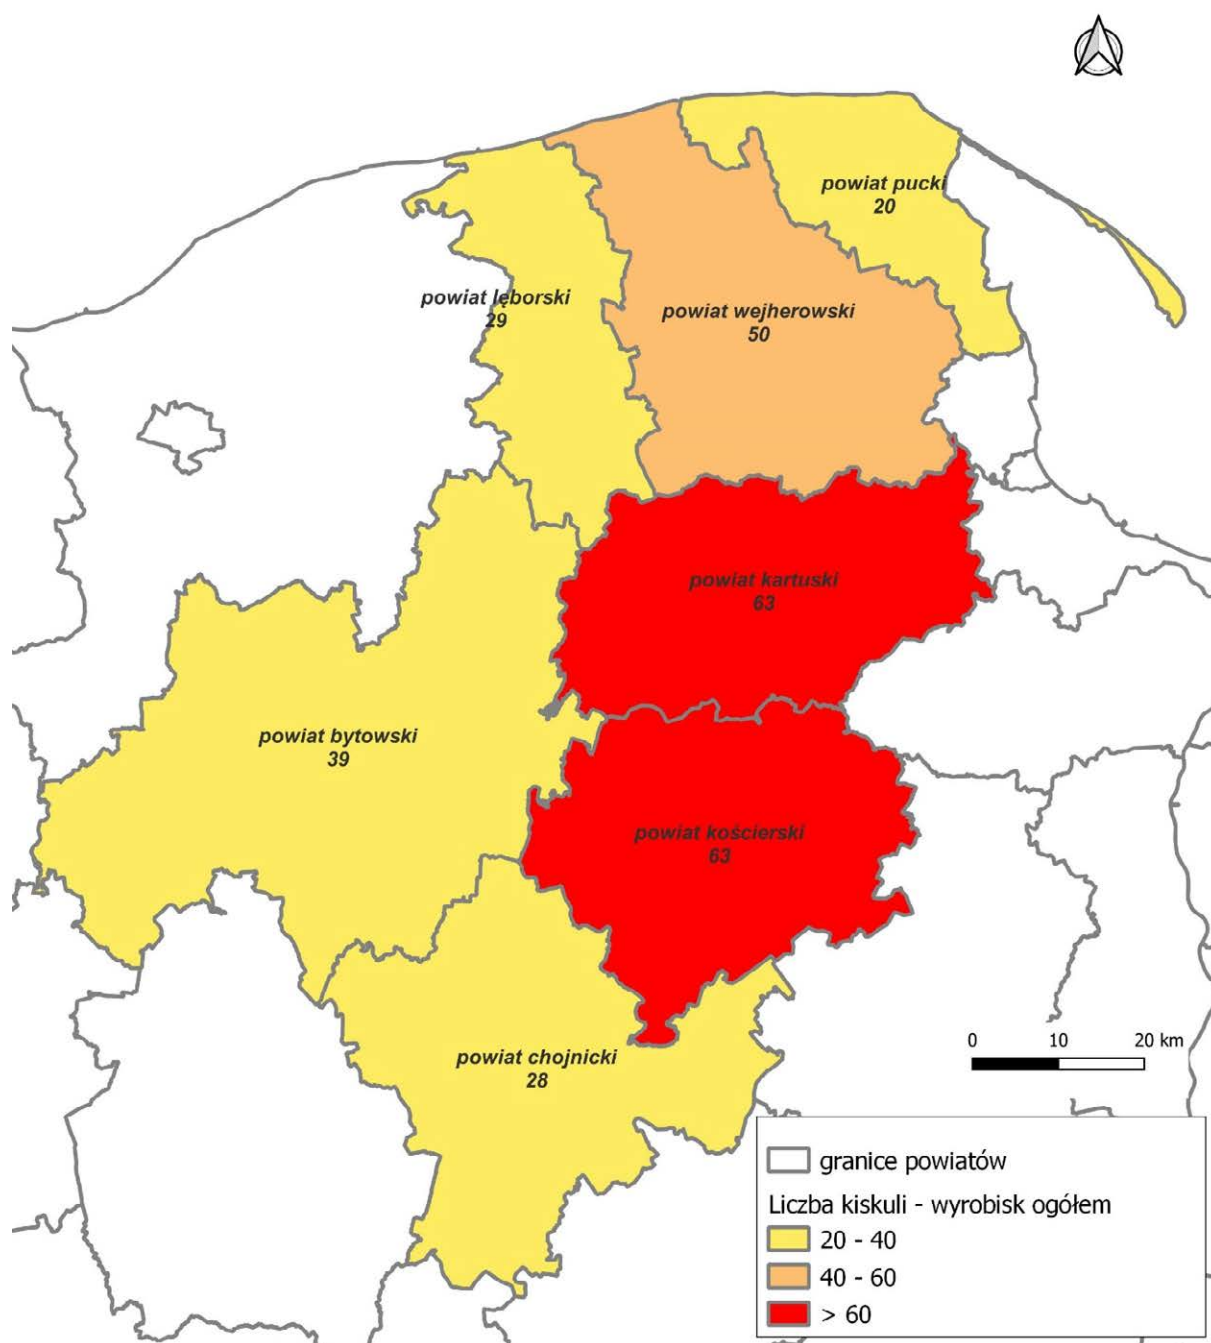 powiat pucki
20
powiat lęborski
29
powiat wejherowski
50
powiat kartuski
63
powiat bytowski
39
powiat kościerski
63
powiat chojnicki
28
0 10 20 km
granice powiatów
Liczba kiskuli - wyrobisk ogółem
20 - 40
40 - 60
> 60